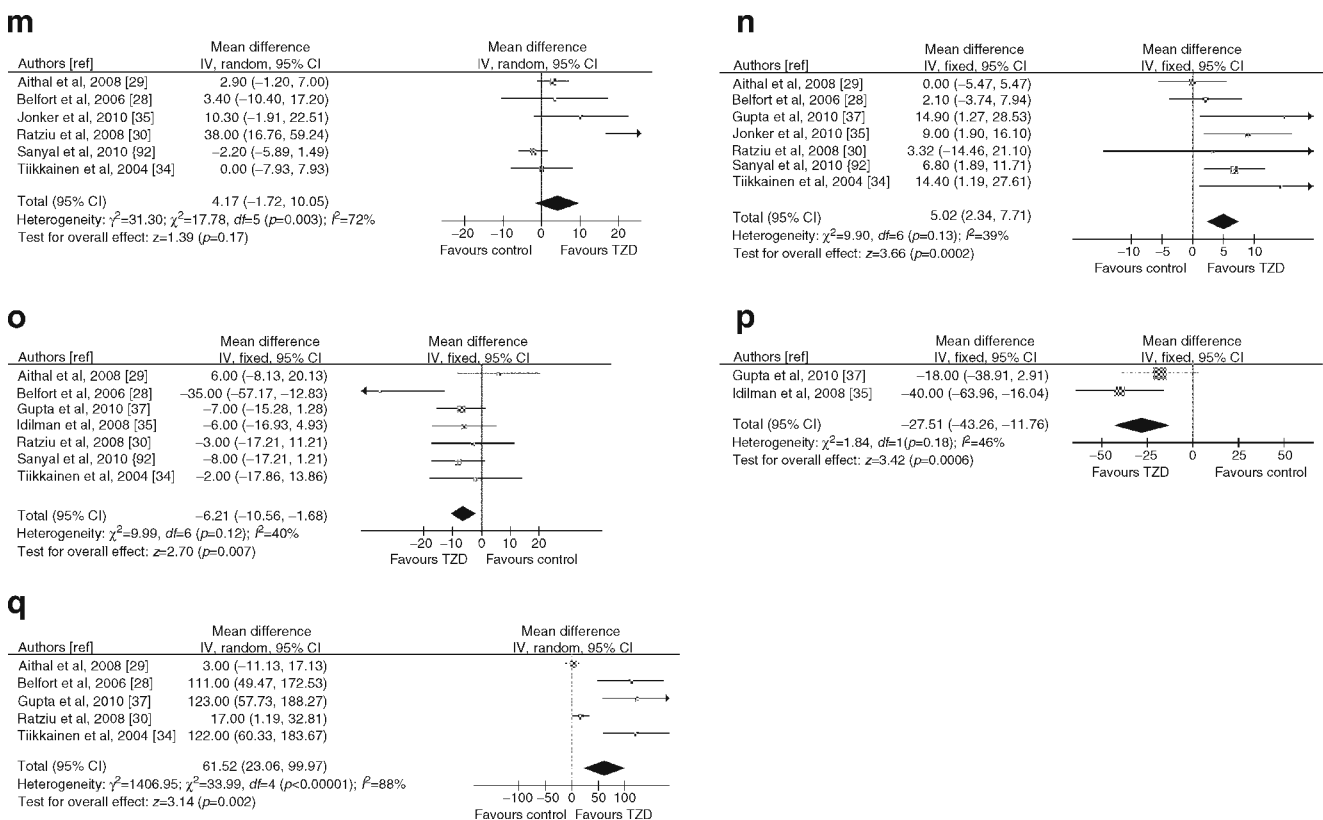 m
Mean difference Mean difference
Authors [ref] IV, random, 95% CI IV, random, 95% CI
Aithal et al, 2008 [29] 2.90 (−1.20, 7.00)
Belfort et al, 2006 [28] 3.40 (−10.40, 17.20)
Jonker et al, 2010 [35] 10.30 (−1.91, 22.51)
Ratziu et al, 2008 [30] 38.00 (16.76, 59.24)
Sanyal et al, 2010 {92} −2.20 (−5.89, 1.49)
Tiikkainen et al, 2004 [34] 0.00 (−7.93, 7.93)
Total (95% CI) 4.17 (−1.72, 10.05)
Heterogeneity: γ²=31.30; χ²=17.78, df=5 (p=0.003); I²=72%
Test for overall effect: z=1.39 (p=0.17)
−20 −10 0 10 20
Favours control Favours TZD
n
Mean difference Mean difference
Authors [ref] IV, fixed, 95% CI IV, fixed, 95% CI
Aithal et al, 2008 [29] 0.00 (−5.47, 5.47)
Belfort et al, 2006 [28] 2.10 (−3.74, 7.94)
Gupta et al, 2010 [37] 14.90 (1.27, 28.53)
Jonker et al, 2010 [35] 9.00 (1.90, 16.10)
Ratziu et al, 2008 [30] 3.32 (−14.46, 21.10)
Sanyal et al, 2010 {92} 6.80 (1.89, 11.71)
Tiikkainen et al, 2004 [34] 14.40 (1.19, 27.61)
Total (95% CI) 5.02 (2.34, 7.71)
Heterogeneity: χ²=9.90, df=6 (p=0.13); I²=39%
Test for overall effect: z=3.66 (p=0.0002)
−10 −5 0 5 10
Favours control Favours TZD
o
Mean difference Mean difference
Authors [ref] IV, fixed, 95% CI IV, fixed, 95% CI
Aithal et al, 2008 [29] 6.00 (−8.13, 20.13)
Belfort et al, 2006 [28] −35.00 (−57.17, −12.83)
Gupta et al, 2010 [37] −7.00 (−15.28, 1.28)
Idilman et al, 2008 [35] −6.00 (−16.93, 4.93)
Ratziu et al, 2008 [30] −3.00 (−17.21, 11.21)
Sanyal et al, 2010 {92} −8.00 (−17.21, 1.21)
Tiikkainen et al, 2004 [34] −2.00 (−17.86, 13.86)
Total (95% CI) −6.21 (−10.56, −1.68)
Heterogeneity: χ²=9.99, df=6 (p=0.12); I²=40%
Test for overall effect: z=2.70 (p=0.007)
−20 −10 0 10 20
Favours TZD Favours control
p
Mean difference Mean difference
Authors [ref] IV, fixed, 95% CI IV, fixed, 95% CI
Gupta et al, 2010 [37] −18.00 (−38.91, 2.91)
Idilman et al, 2008 [35] −40.00 (−63.96, −16.04)
Total (95% CI) −27.51 (−43.26, −11.76)
Heterogeneity: χ²=1.84, df=1(p=0.18); I²=46%
Test for overall effect: z=3.42 (p=0.0006)
−50 −25 0 25 50
Favours TZD Favours control
q
Mean difference Mean difference
Authors [ref] IV, random, 95% CI IV, random, 95% CI
Aithal et al, 2008 [29] 3.00 (−11.13, 17.13)
Belfort et al, 2006 [28] 111.00 (49.47, 172.53)
Gupta et al, 2010 [37] 123.00 (57.73, 188.27)
Ratziu et al, 2008 [30] 17.00 (1.19, 32.81)
Tiikkainen et al, 2004 [34] 122.00 (60.33, 183.67)
Total (95% CI) 61.52 (23.06, 99.97)
Heterogeneity: γ²=1406.95; χ²=33.99, df=4 (p<0.00001); I²=88%
Test for overall effect: z=3.14 (p=0.002)
−100 −50 0 50 100
Favours control Favours TZD